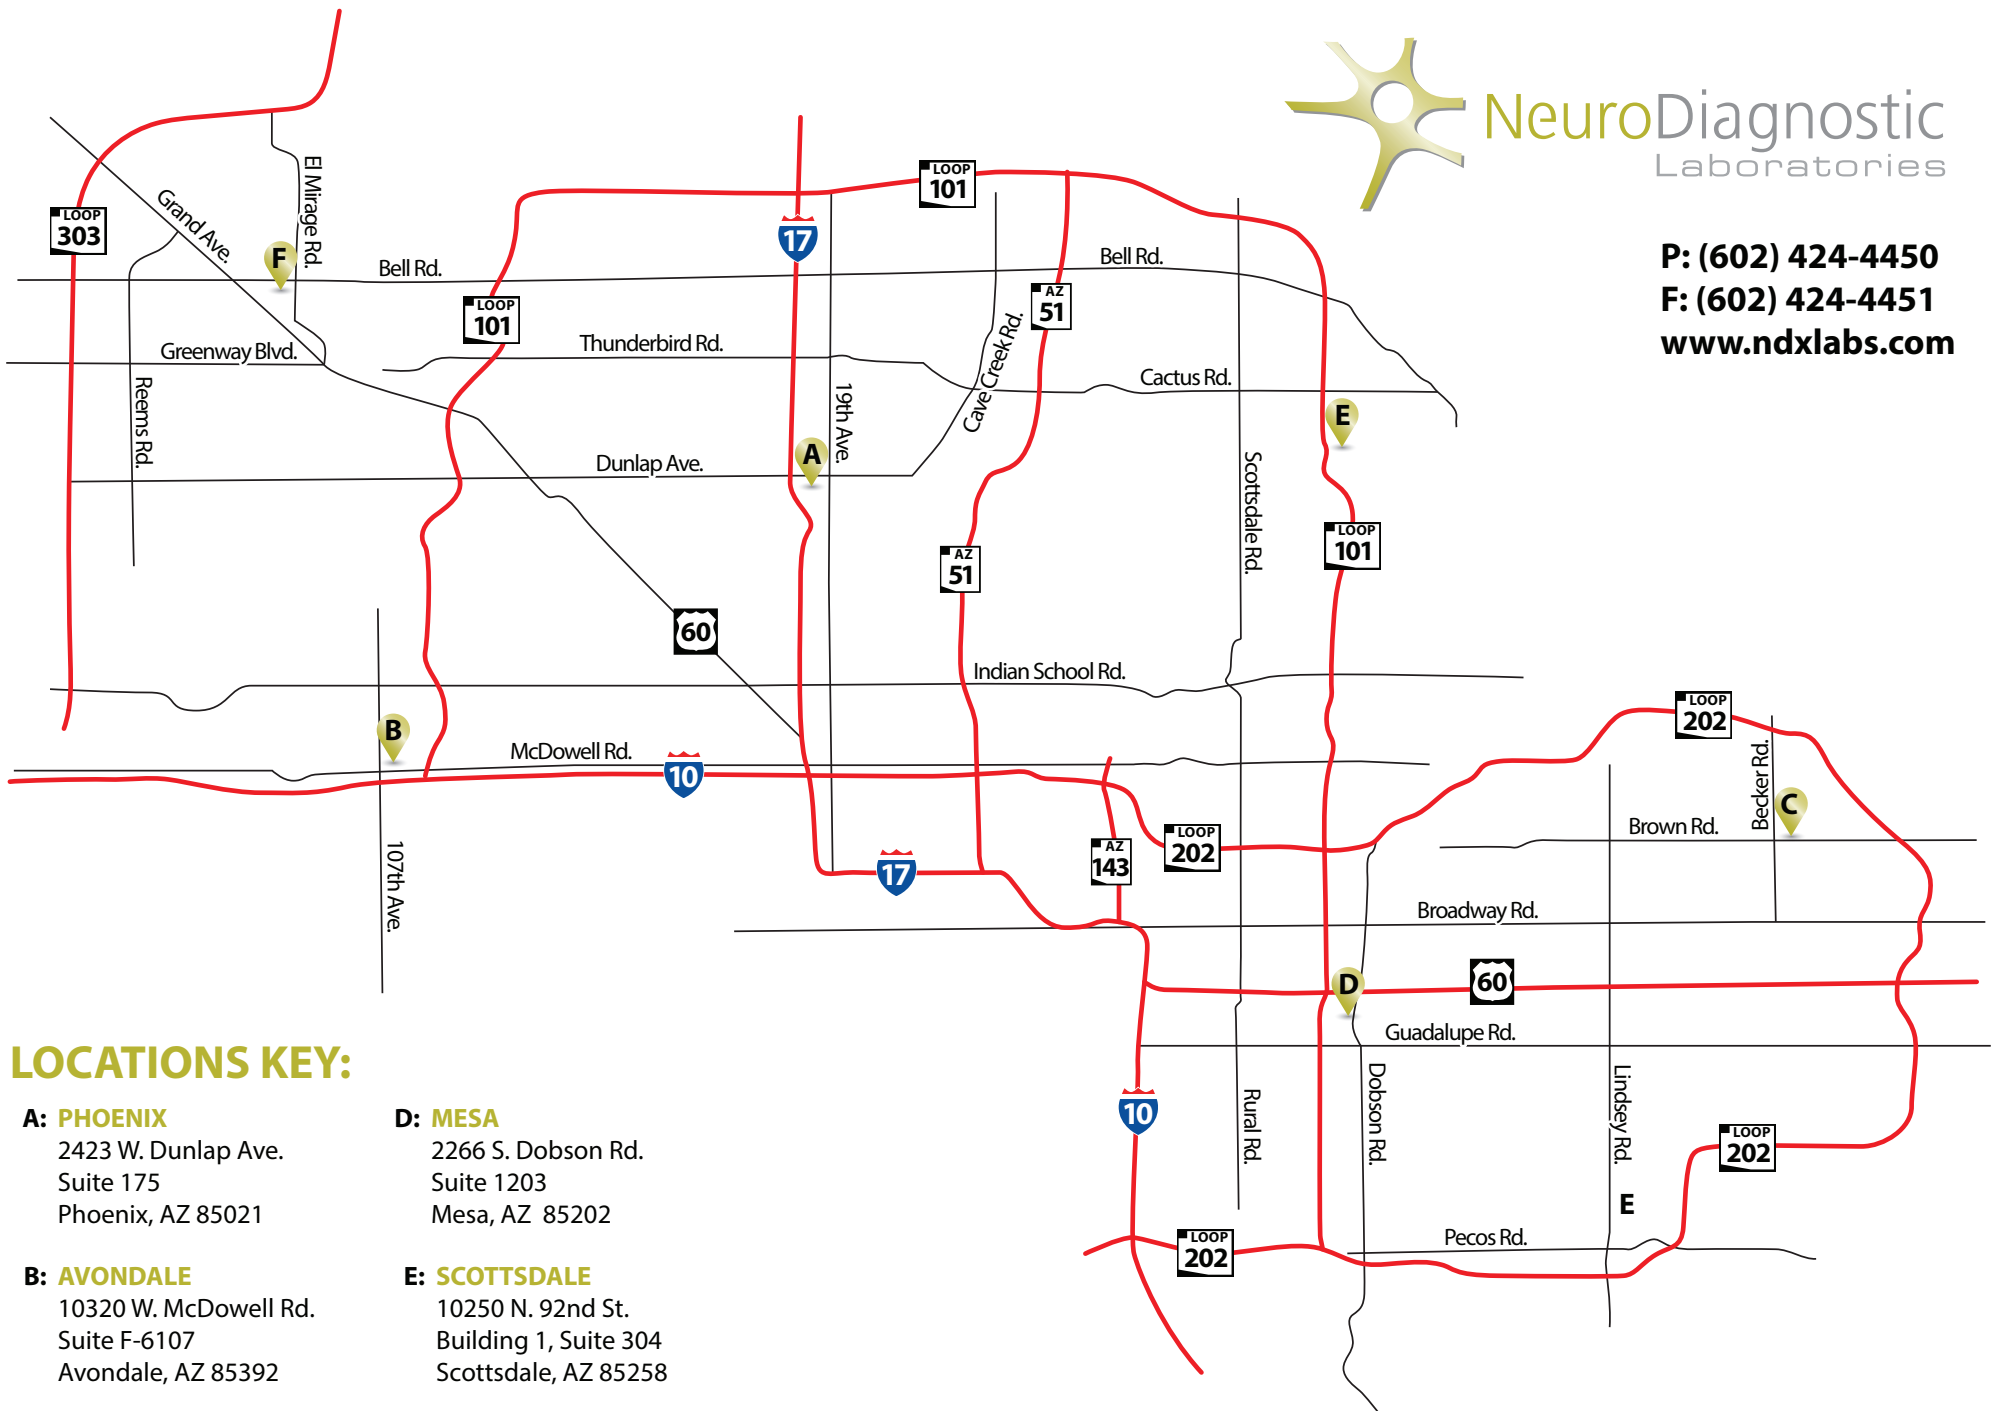 NeuroDiagnostic
Laboratories
P: (602) 424-4450
F: (602) 424-4451
www.ndxlabs.com
LOOP
303
Grand Ave.
El Mirage Rd.
F
Bell Rd.
LOOP
101
17
LOOP
101
Bell Rd.
AZ
51
Greenway Blvd.
Thunderbird Rd.
Cave Creek Rd.
Cactus Rd.
Reems Rd.
19th Ave.
E
A
Dunlap Ave.
Scottsdale Rd.
LOOP
101
AZ
51
60
Indian School Rd.
B
McDowell Rd.
10
LOOP
202
Becker Rd.
C
Brown Rd.
LOOP
202
AZ
143
17
107th Ave.
Broadway Rd.
D
60
Guadalupe Rd.
10
Rural Rd.
Dobson Rd.
Lindsey Rd.
LOOP
202
E
Pecos Rd.
LOOP
202
LOCATIONS KEY:
A: PHOENIX
2423 W. Dunlap Ave.
Suite 175
Phoenix, AZ 85021
B: AVONDALE
10320 W. McDowell Rd.
Suite F-6107
Avondale, AZ 85392
D: MESA
2266 S. Dobson Rd.
Suite 1203
Mesa, AZ 85202
E: SCOTTSDALE
10250 N. 92nd St.
Building 1, Suite 304
Scottsdale, AZ 85258